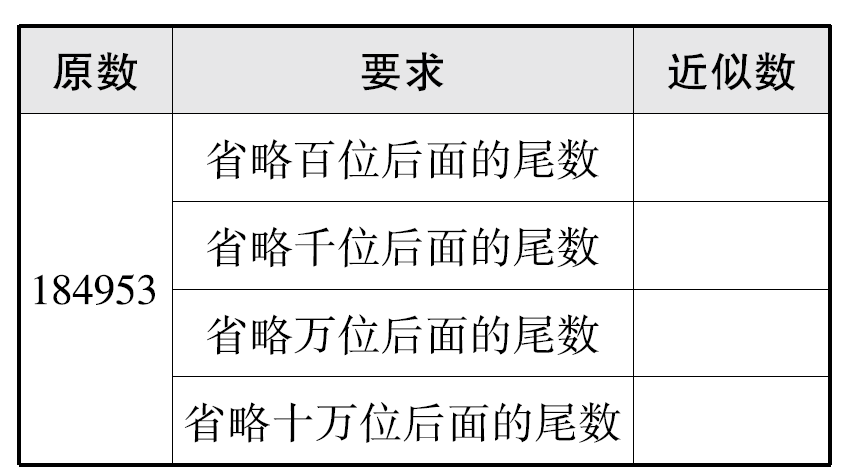 原数 要求 近似数
省略百位后面的尾数
省略千位后面的尾数
184953
省略万位后面的尾数
省略十万位后面的尾数